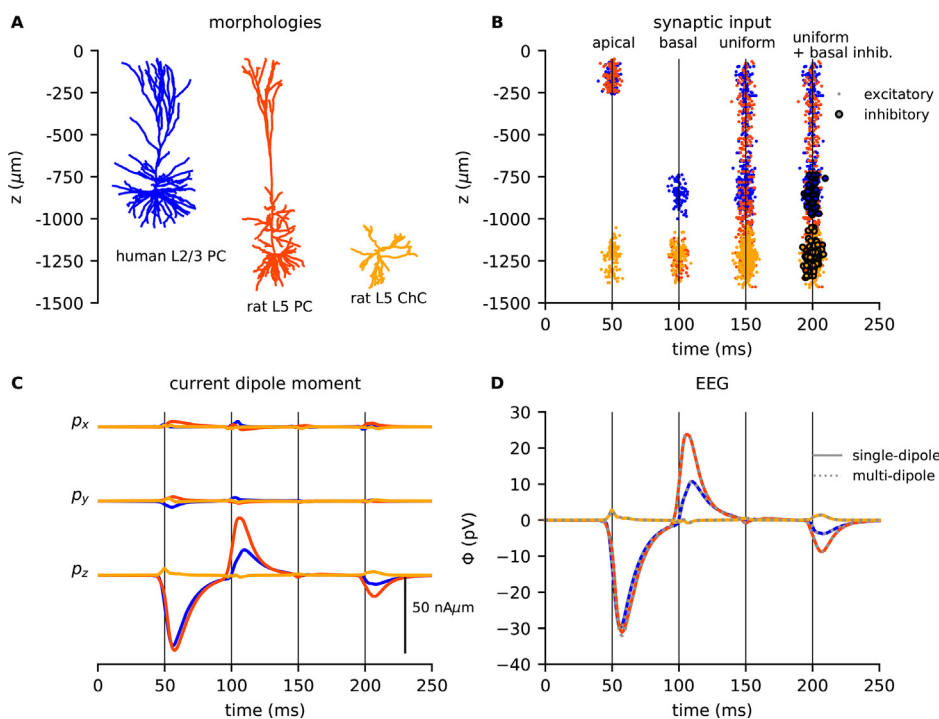 A
morphologies
0
-250
-500
-750
-1000
-1250
-1500
z (μm)
human L2/3 PC
rat L5 PC
rat L5 ChC
B
synaptic input
apical
basal
uniform
uniform
+ basal inhib.
excitatory
inhibitory
0
-250
-500
-750
-1000
-1250
-1500
z (μm)
0 50 100 150 200 250
time (ms)
C
current dipole moment
px
py
pz
50 nAμm
0 50 100 150 200 250
time (ms)
D
EEG
30
20
10
0
−10
−20
−30
−40
Φ (pV)
single-dipole
multi-dipole
0 50 100 150 200 250
time (ms)